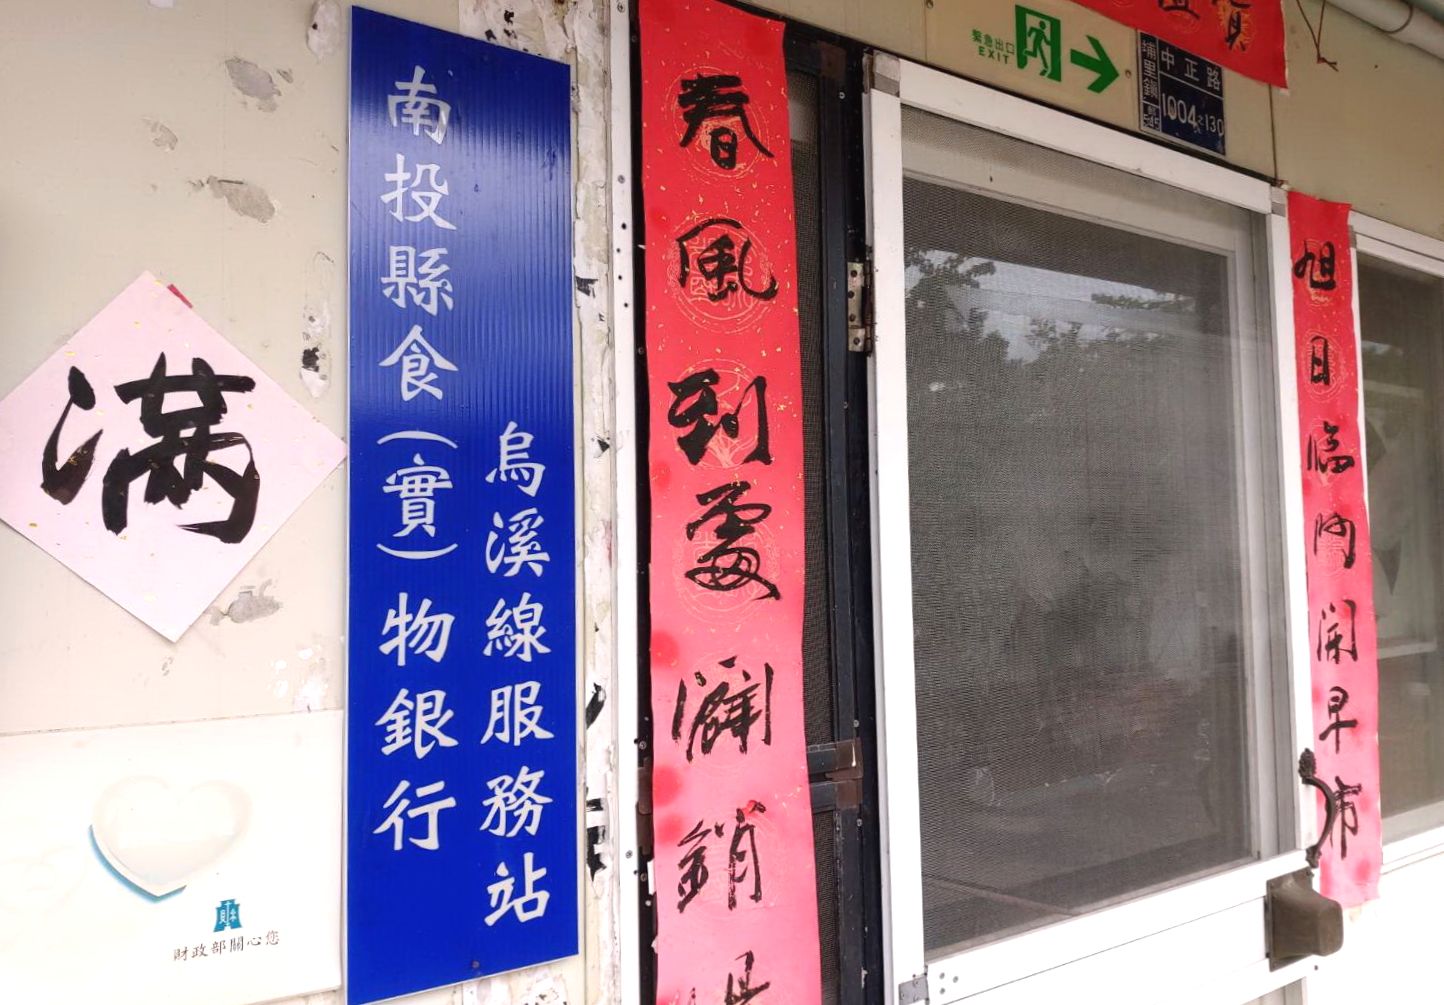 滿
南投縣食(實)物銀行
烏溪線服務站
財政部關心您
春風到處闢銷場
旭日臨門開早市
緊急出口
EXIT
埔里鎮
中正路
1004之130